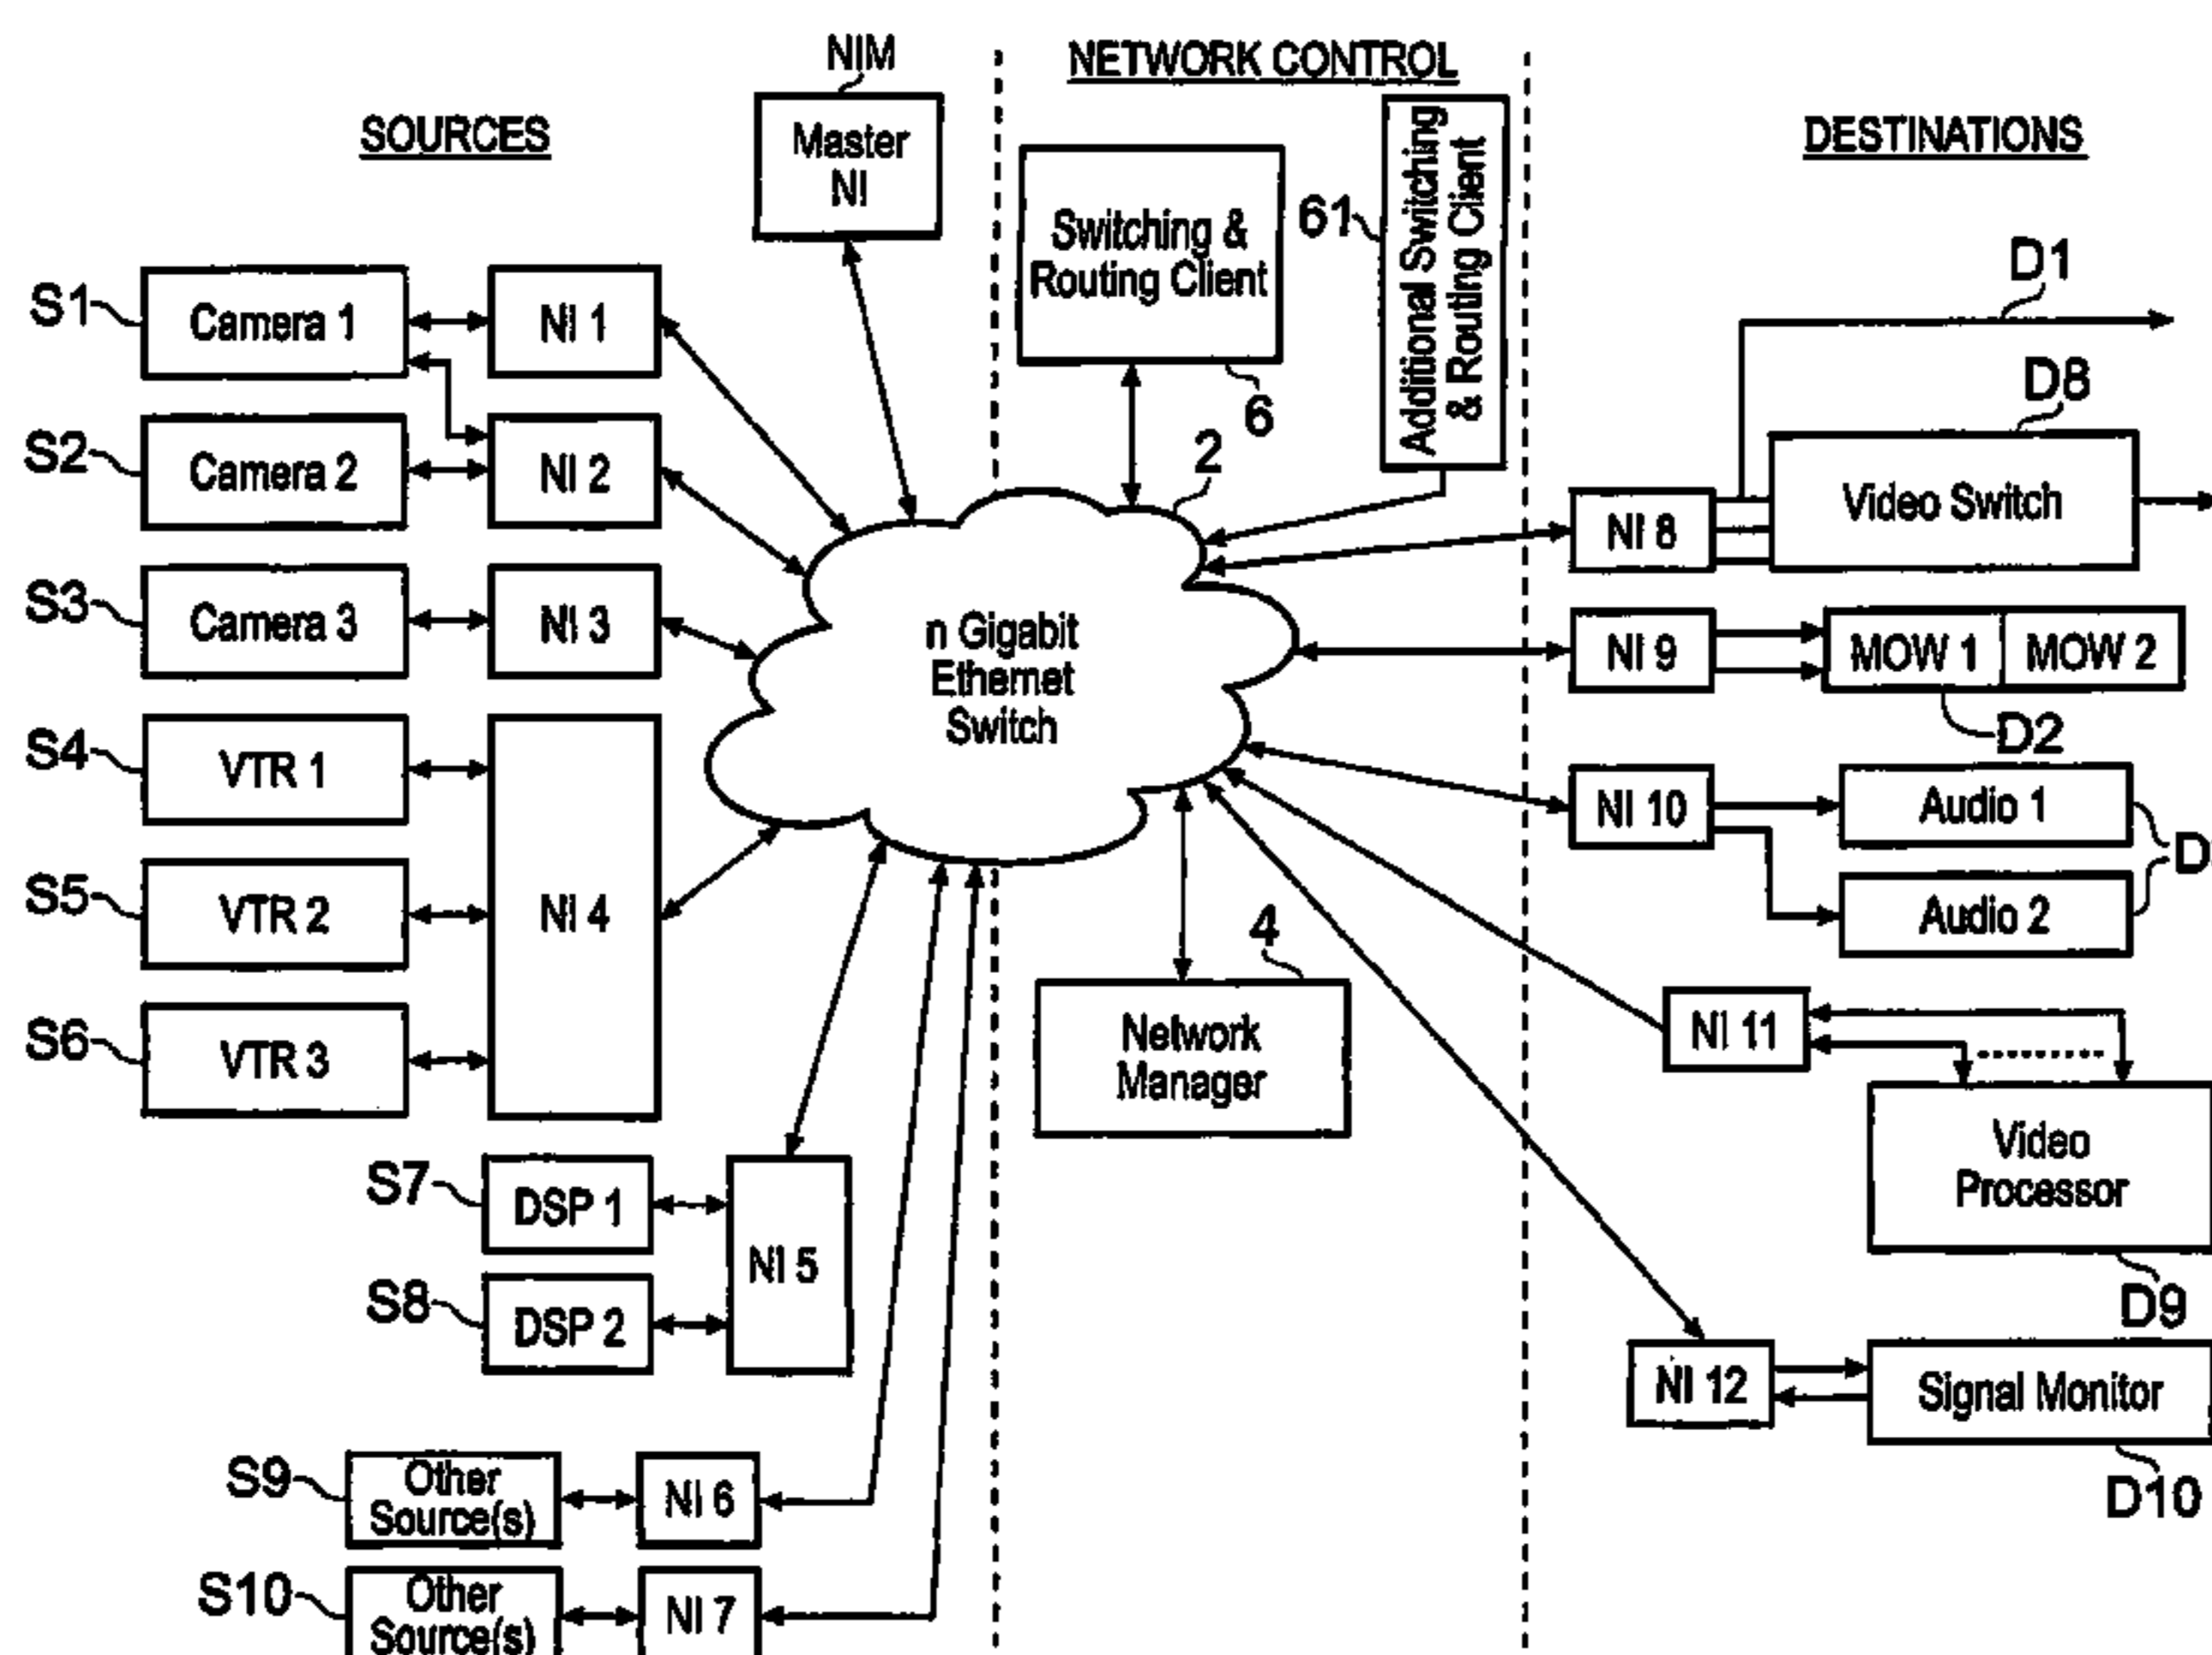 NIM
NETWORK CONTROL
SOURCES
DESTINATIONS
Master
NI
Switching &
Routing Client
6
61
Additional Switching
& Routing Client
S1
Camera 1
NI 1
S2
Camera 2
NI 2
S3
Camera 3
NI 3
S4
VTR 1
S5
VTR 2
NI 4
S6
VTR 3
S7
DSP 1
S8
DSP 2
NI 5
S9
Other
Source(s)
NI 6
S10
Other
Source(s)
NI 7
2
n Gigabit
Ethernet
Switch
4
Network
Manager
D1
D8
NI 8
Video Switch
NI 9
MOW 1
MOW 2
D2
NI 10
Audio 1
Audio 2
D
NI 11
Video
Processor
D9
NI 12
Signal Monitor
D10